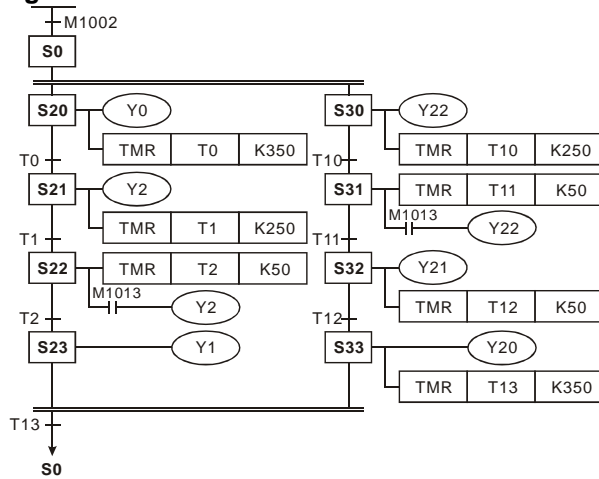 g
M1002
S0
S20 Y0
TMR T0 K350
T0
S21 Y2
TMR T1 K250
T1
S22 TMR T2 K50
M1013
Y2
T2
S23 Y1
S30 Y22
TMR T10 K250
T10
S31 TMR T11 K50
M1013
Y22
T11
S32 Y21
TMR T12 K50
T12
S33 Y20
TMR T13 K350
T13
S0